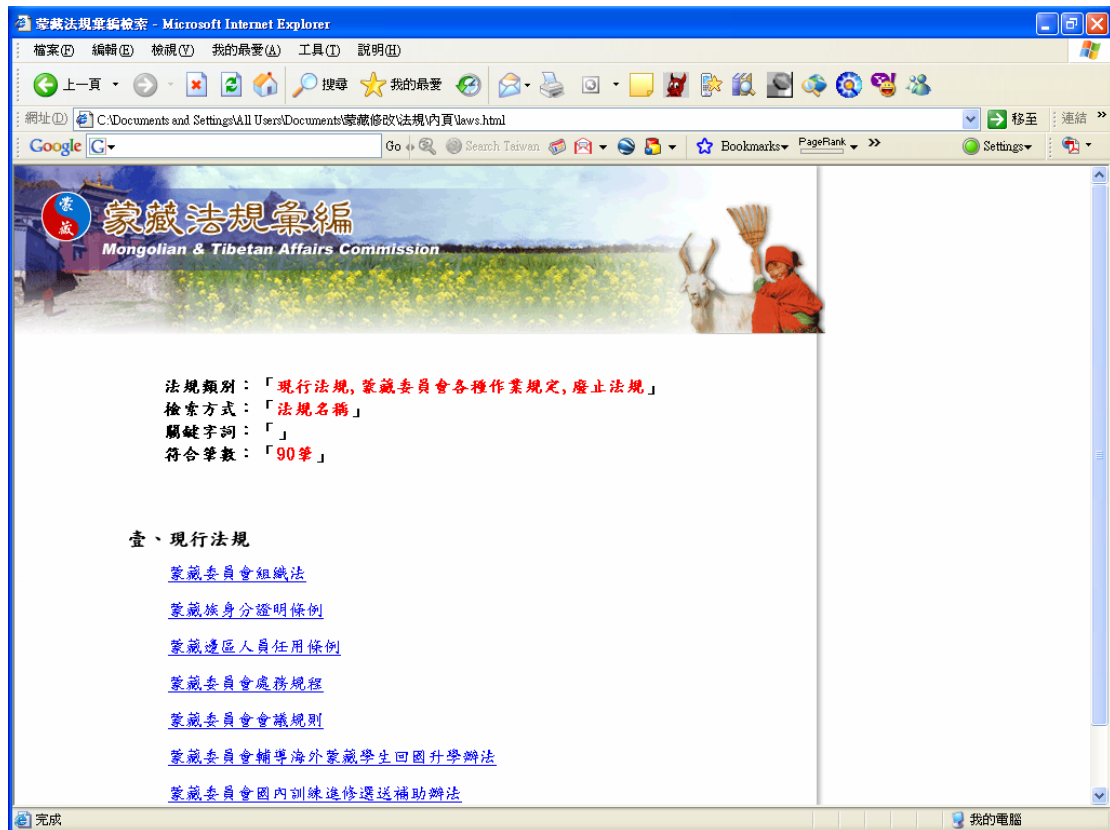 蒙藏法規彙編檢索 - Microsoft Internet Explorer
檔案(F) 編輯(E) 檢視(V) 我的最愛(A) 工具(T) 說明(H)
上一頁 搜尋 我的最愛
網址(D) C:\Documents and Settings\All Users\Documents\蒙藏修改\法規\內頁\laws.html 移至 連結 »
Google G Go Search Taiwan Bookmarks PageRank » Settings
蒙藏
蒙藏法規彙編
Mongolian & Tibetan Affairs Commission
法規類別：「現行法規,蒙藏委員會各種作業規定,廢止法規」
檢索方式：「法規名稱」
關鍵字詞：「」
符合筆數：「90筆」
壹、現行法規
蒙藏委員會組織法
蒙藏族身分證明條例
蒙藏邊區人員任用條例
蒙藏委員會處務規程
蒙藏委員會會議規則
蒙藏委員會輔導海外蒙藏學生回國升學辦法
蒙藏委員會國內訓練進修選送補助辦法
完成 我的電腦